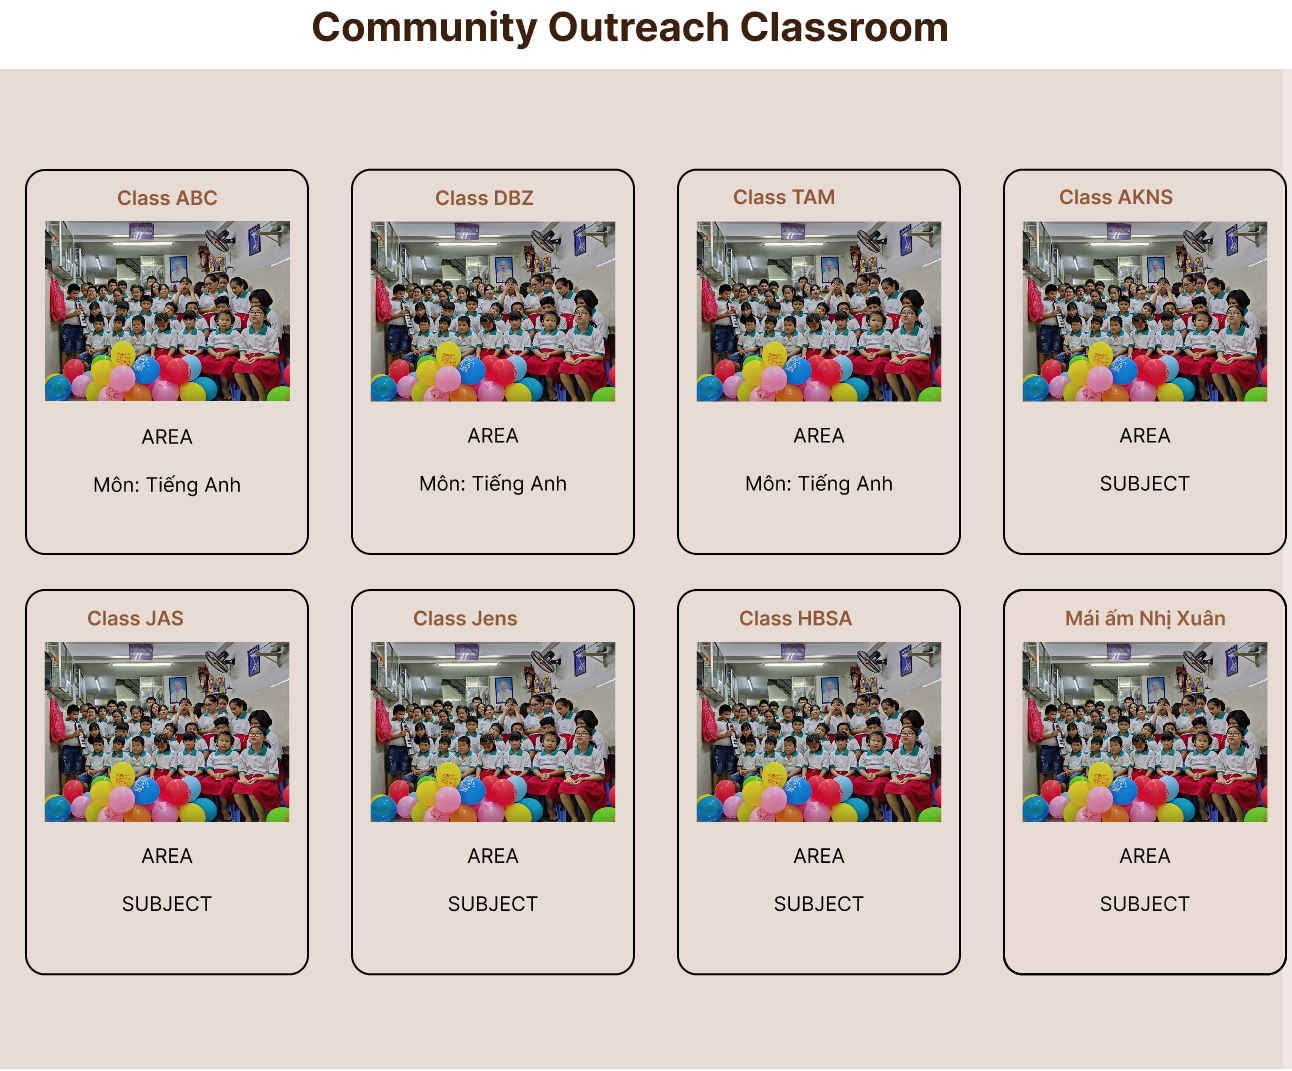 Community Outreach Classroom
Class ABC
AREA
Môn: Tiếng Anh
Class DBZ
AREA
Môn: Tiếng Anh
Class TAM
AREA
Môn: Tiếng Anh
Class AKNS
AREA
SUBJECT
Class JAS
AREA
SUBJECT
Class Jens
AREA
SUBJECT
Class HBSA
AREA
SUBJECT
Mái ấm Nhị Xuân
AREA
SUBJECT